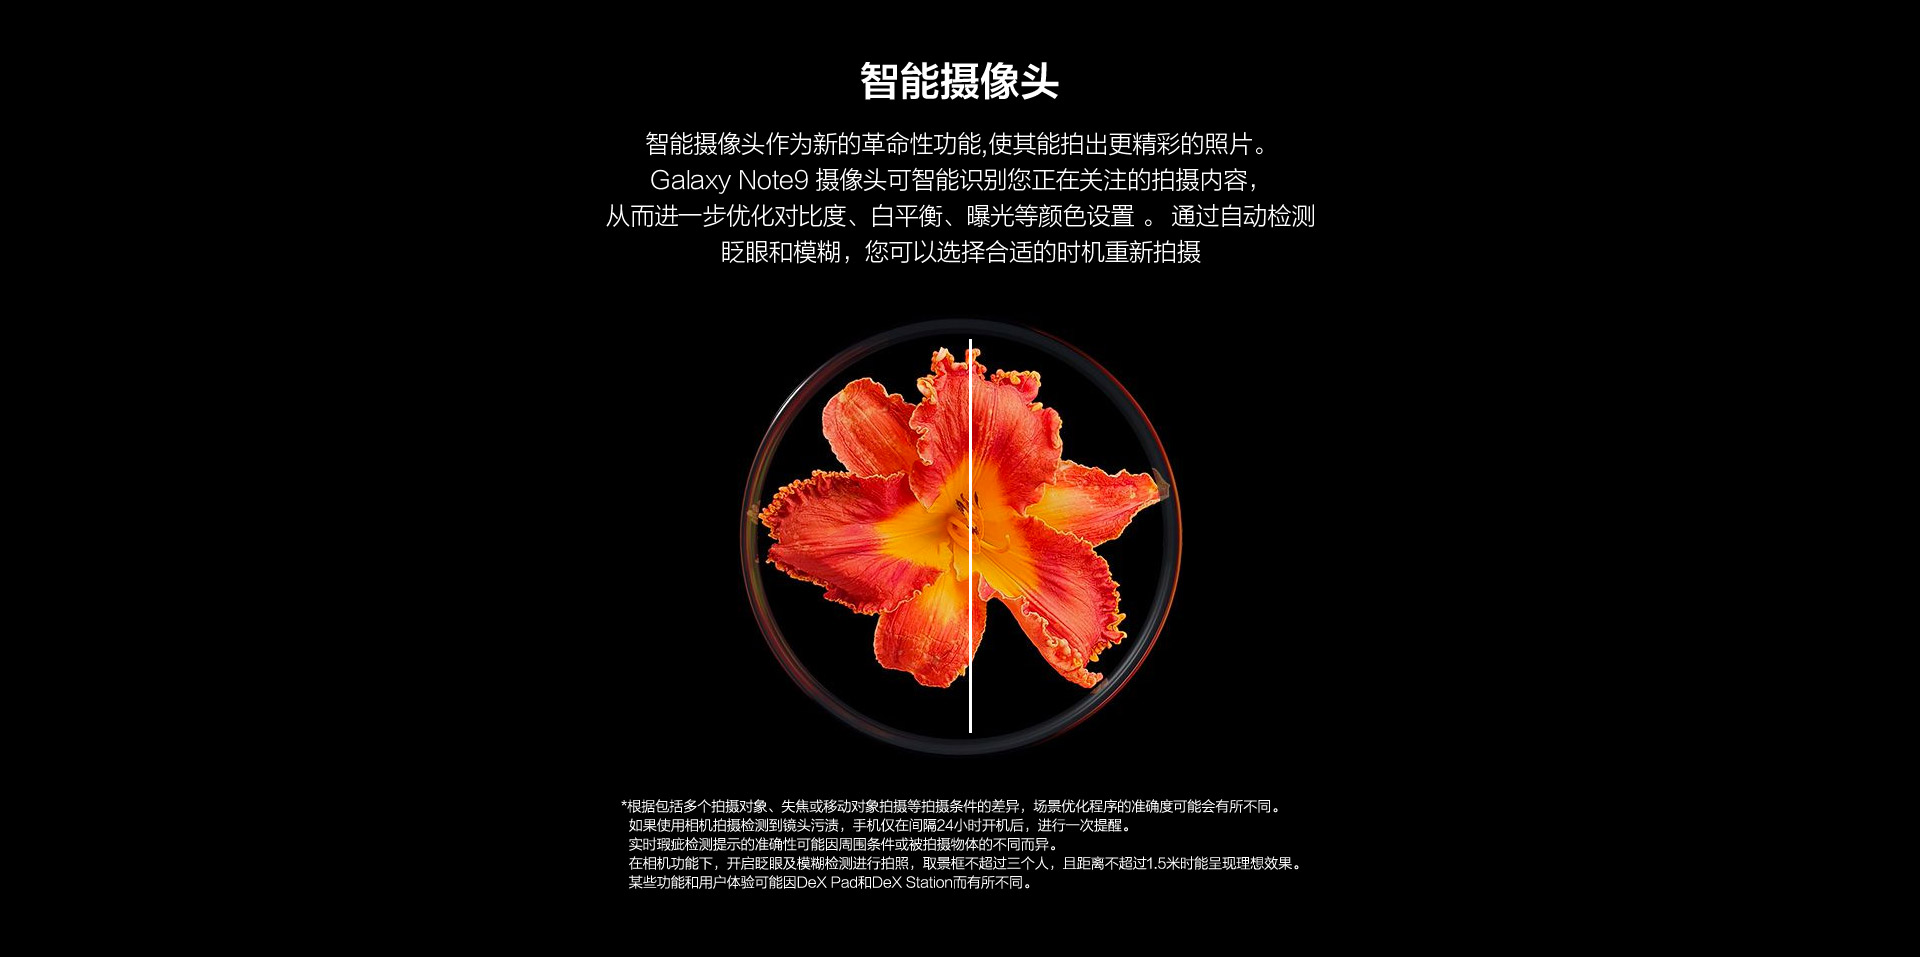 智能摄像头
智能摄像头作为新的革命性功能,使其能拍出更精彩的照片。
Galaxy Note9 摄像头可智能识别您正在关注的拍摄内容，
从而进一步优化对比度、白平衡、曝光等颜色设置 。 通过自动检测
眨眼和模糊，您可以选择合适的时机重新拍摄
*根据包括多个拍摄对象、失焦或移动对象拍摄等拍摄条件的差异，场景优化程序的准确度可能会有所不同。
如果使用相机拍摄检测到镜头污渍，手机仅在间隔24小时开机后，进行一次提醒。
实时瑕疵检测提示的准确性可能因周围条件或被拍摄物体的不同而异。
在相机功能下，开启眨眼及模糊检测进行拍照，取景框不超过三个人，且距离不超过1.5米时能呈现理想效果。
某些功能和用户体验可能因DeX Pad和DeX Station而有所不同。